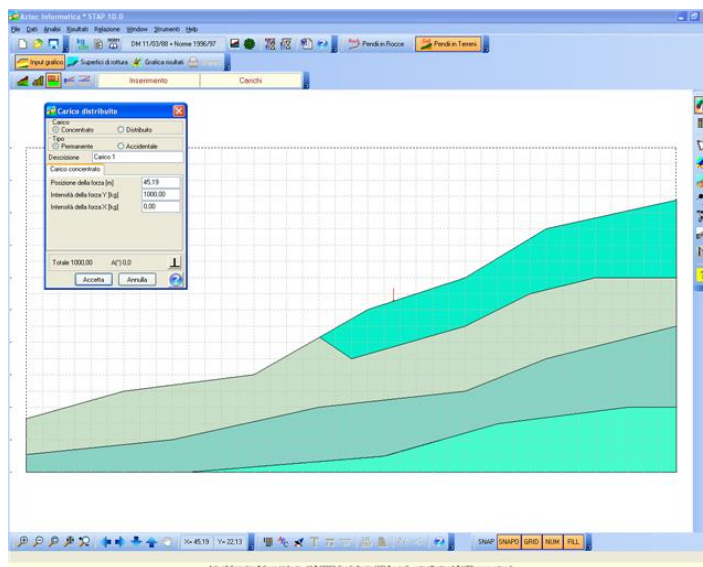 Aztec Informatica * STAP 10.0
File Dati Analisi Risultati Relazione Window Strumenti Help
DM 11/03/88 + Norme 1996/97 Pendii in Rocce Pendii in Terreni
Input grafico Superfici di rottura Grafica risultati
Inserimento Carichi
Carico distribuito
Carico
Concentrato Distribuito
Tipo
Permanente Accidentale
Descrizione Carico 1
Carico concentrato
Posizione della forza [m] 45,19
Intensità della forza Y [kg] 1000,00
Intensità della forza X [kg] 0,00
Totale 1000,00 A(°) 0,0
Accetta Annulla
X= 45,19 Y= 22,13 SNAP SNAPO GRID NUM FILL